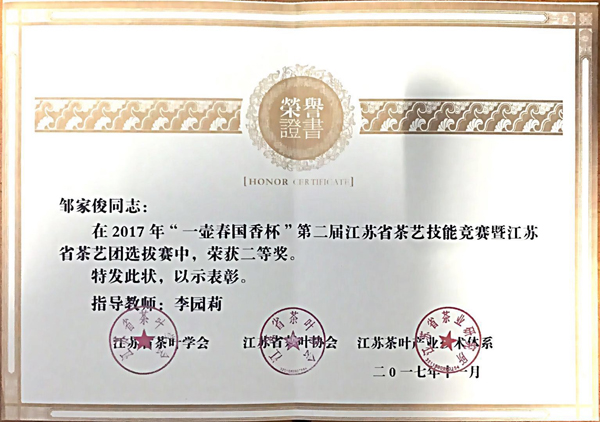 榮譽
證書
[HONOR CERTIFICATE]
邹家俊同志：
在2017年“一壶春国香杯”第二届江苏省茶艺技能竞赛暨江苏
省茶艺团选拔赛中，荣获二等奖。
特发此状，以示表彰。
指导教师：李园莉
江苏省茶叶学会 江苏省茶叶协会 江苏茶叶产业技术体系
二〇一七年十一月